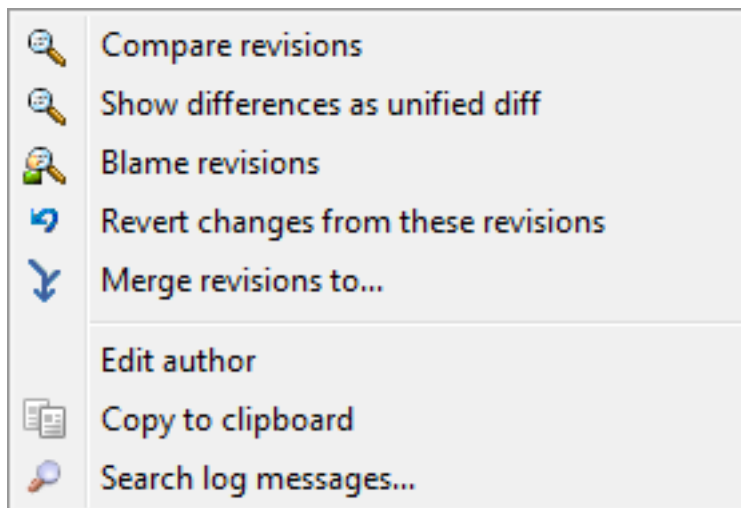 Compare revisions
Show differences as unified diff
Blame revisions
Revert changes from these revisions
Merge revisions to...
Edit author
Copy to clipboard
Search log messages...